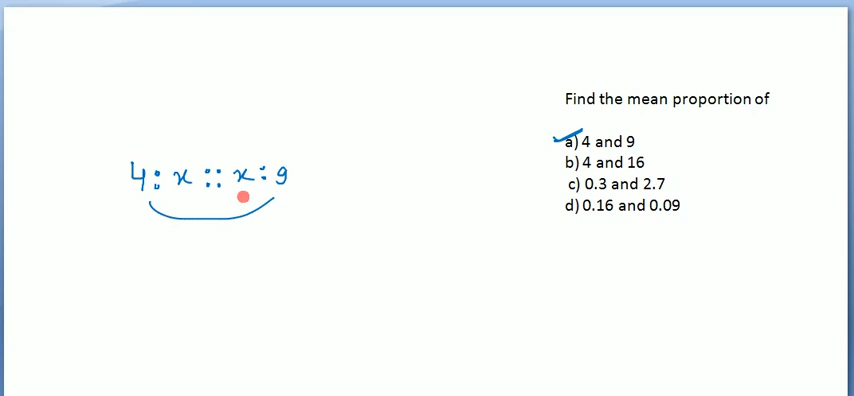 Find the mean proportion of
a) 4 and 9
4 : x :: x : 9
b) 4 and 16
c) 0.3 and 2.7
d) 0.16 and 0.09